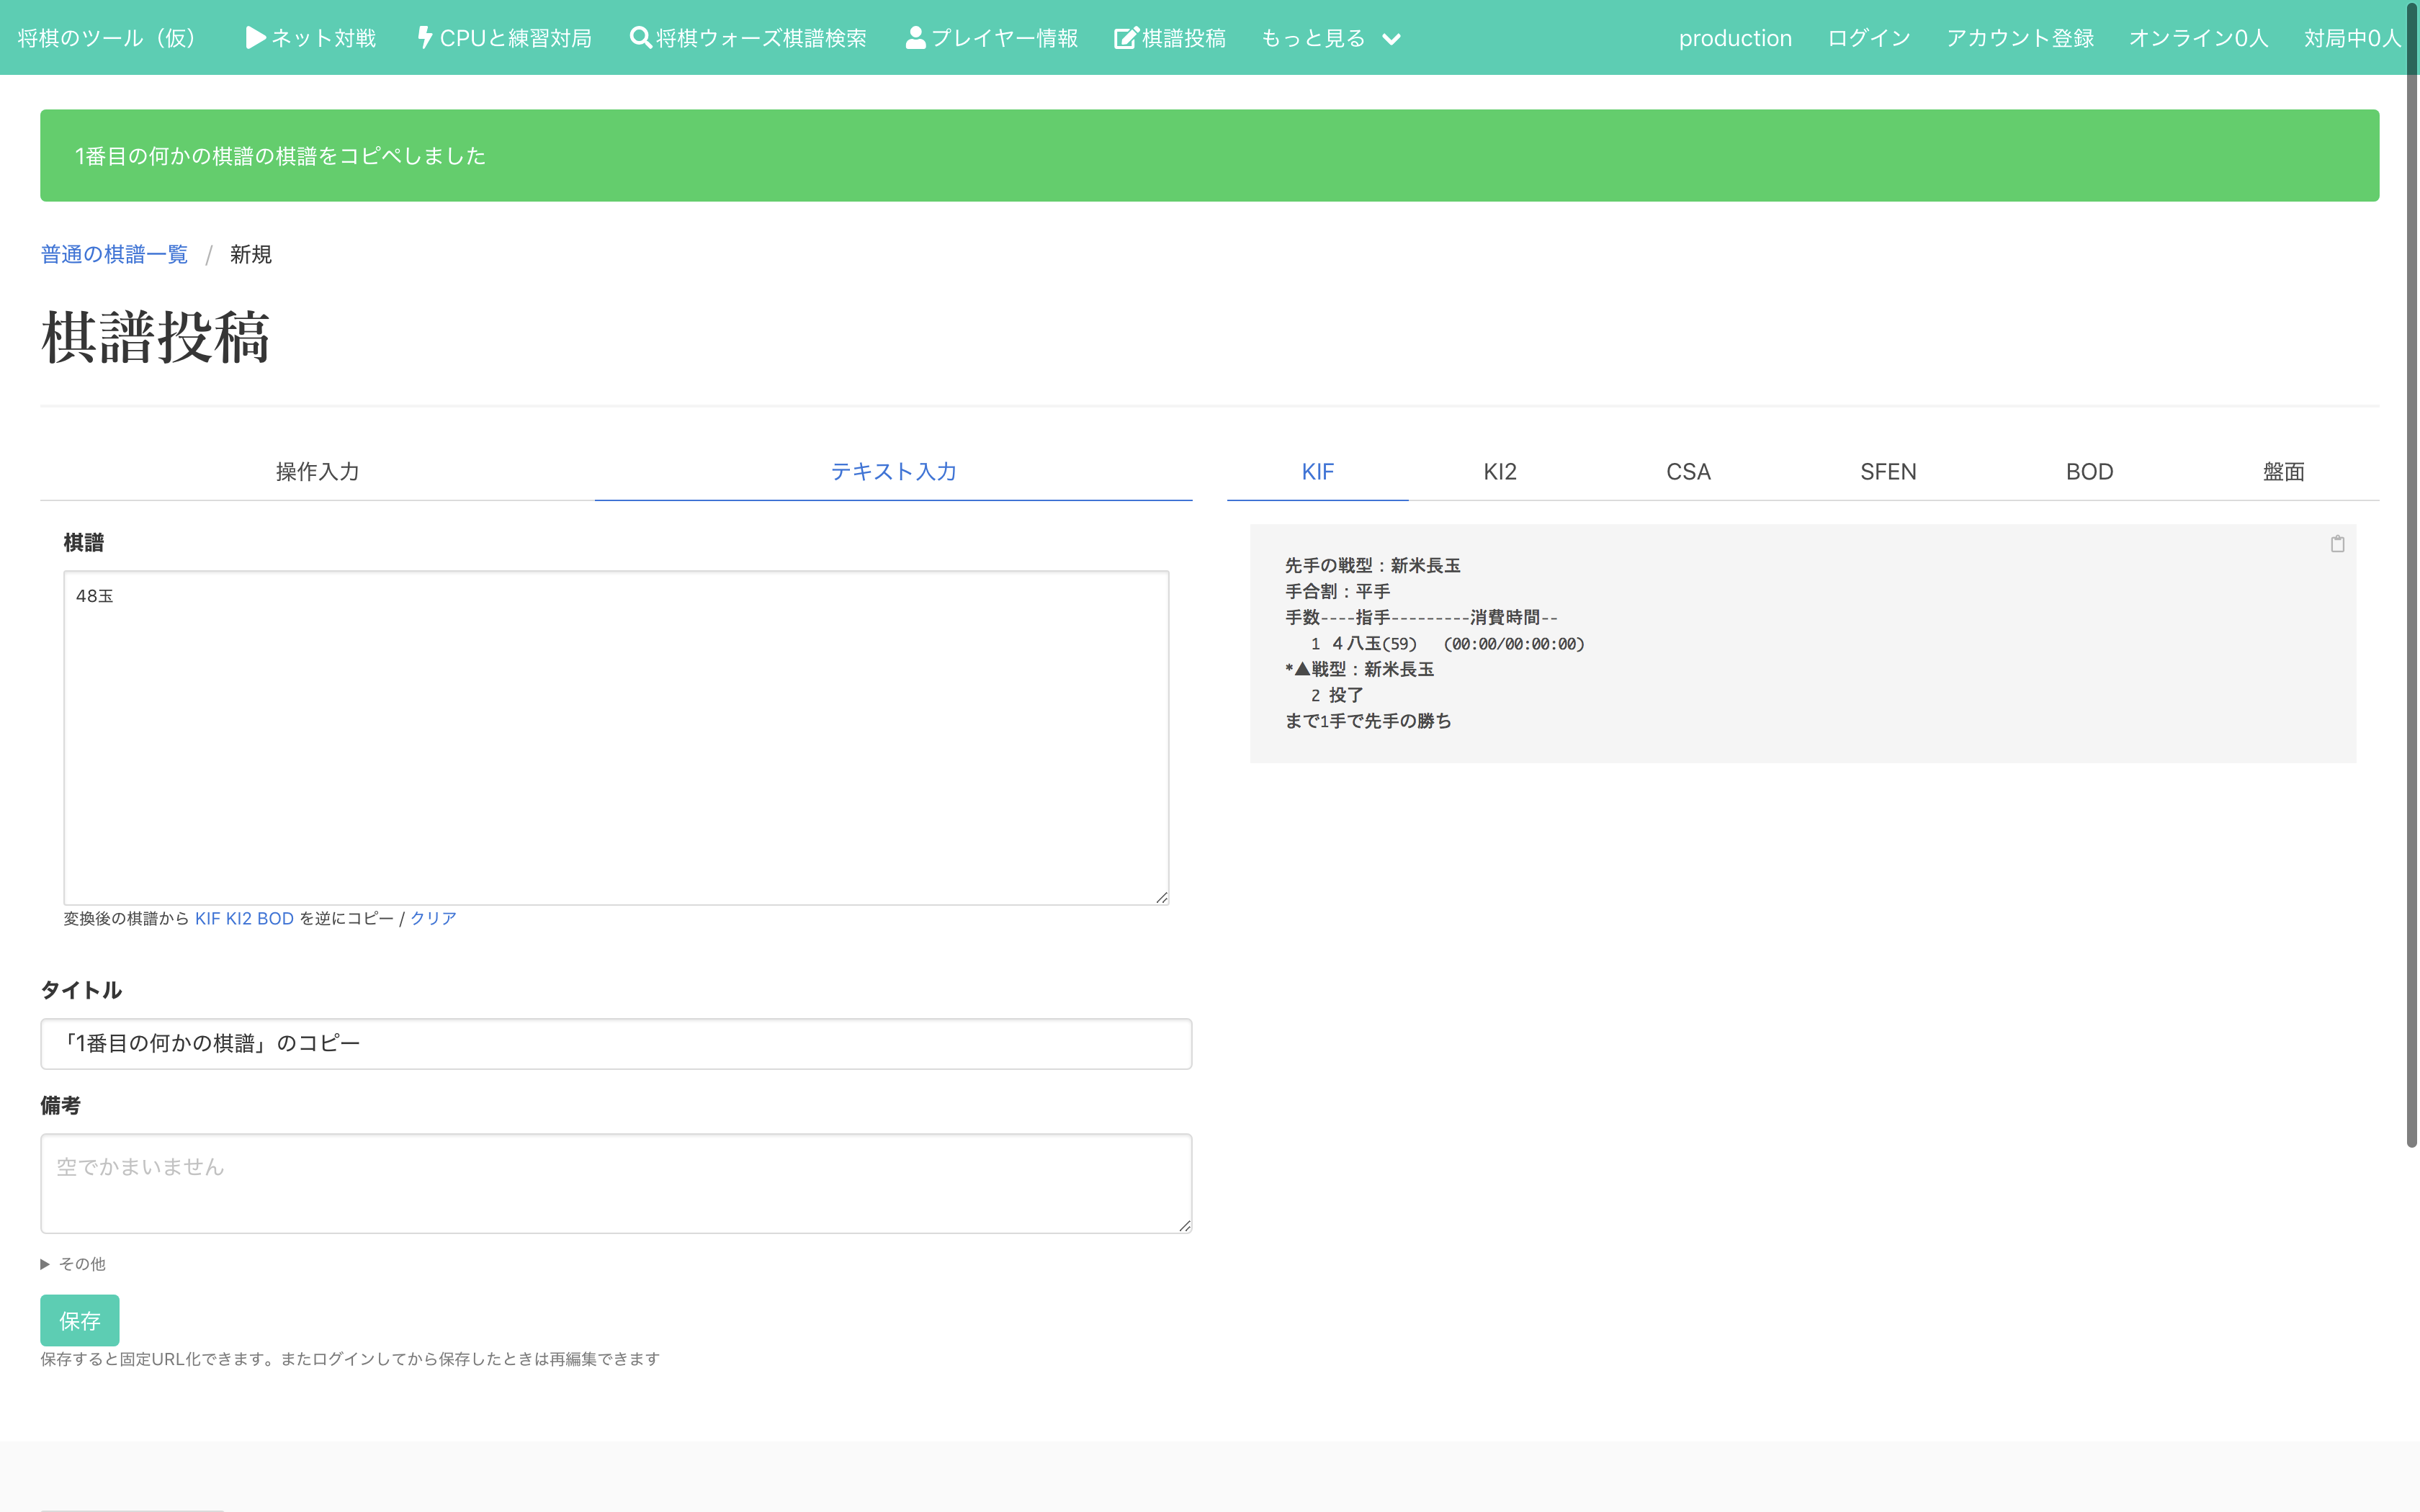 将棋のツール（仮） ネット対戦 CPUと練習対局 将棋ウォーズ棋譜検索 プレイヤー情報 棋譜投稿 もっと見る production ログイン アカウント登録 オンライン0人 対局中0人
1番目の何かの棋譜の棋譜をコピペしました
普通の棋譜一覧 / 新規
棋譜投稿
操作入力 テキスト入力
棋譜
48玉
変換後の棋譜から KIF KI2 BOD を逆にコピー / クリア
タイトル
「1番目の何かの棋譜」のコピー
備考
空でかまいません
▶ その他
保存
保存すると固定URL化できます。またログインしてから保存したときは再編集できます
KIF KI2 CSA SFEN BOD 盤面
先手の戦型：新米長玉
手合割：平手
手数----指手---------消費時間--
1 ４八玉(59) (00:00/00:00:00)
*▲戦型：新米長玉
2 投了
まで1手で先手の勝ち